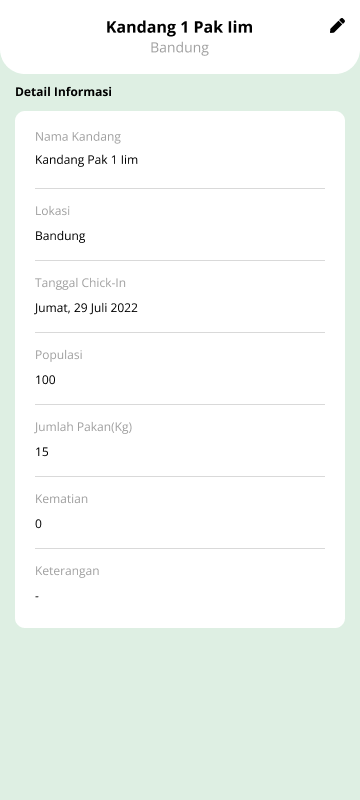 Kandang 1 Pak Iim
Bandung
Detail Informasi
Nama Kandang
Kandang Pak 1 Iim
Lokasi
Bandung
Tanggal Chick-In
Jumat, 29 Juli 2022
Populasi
100
Jumlah Pakan(Kg)
15
Kematian
0
Keterangan
-